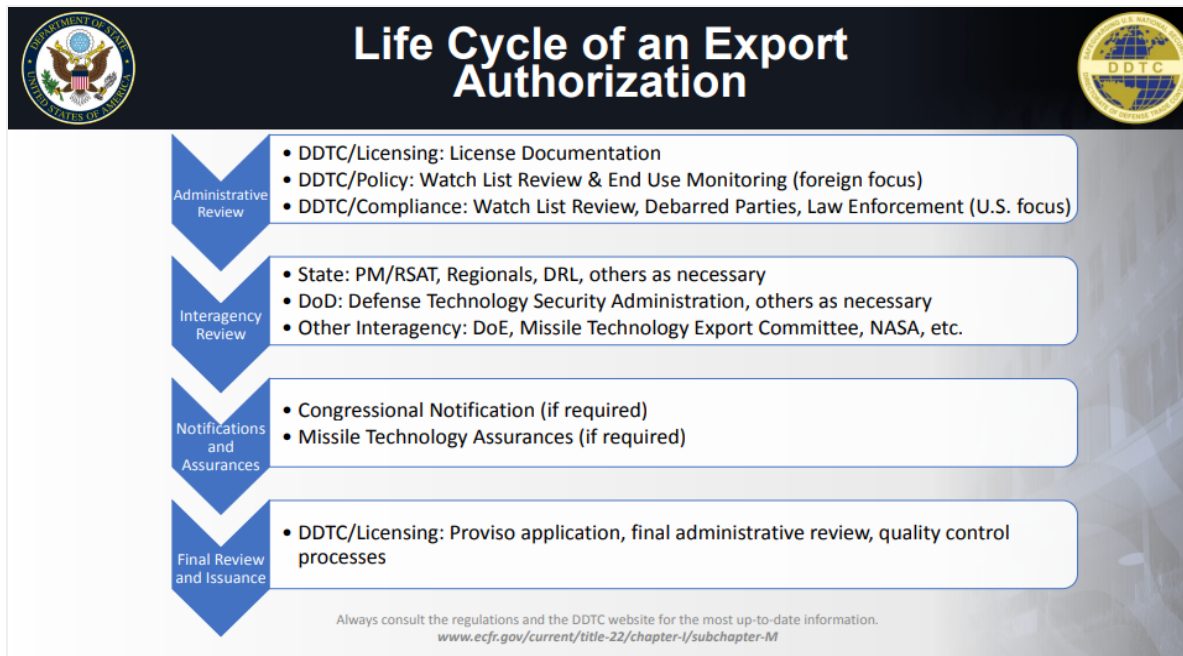 DEPARTMENT OF STATE
UNITED STATES OF AMERICA
Life Cycle of an Export
Authorization
DDTC
Administrative
Review
• DDTC/Licensing: License Documentation
• DDTC/Policy: Watch List Review & End Use Monitoring (foreign focus)
• DDTC/Compliance: Watch List Review, Debarred Parties, Law Enforcement (U.S. focus)
Interagency
Review
• State: PM/RSAT, Regionals, DRL, others as necessary
• DoD: Defense Technology Security Administration, others as necessary
• Other Interagency: DoE, Missile Technology Export Committee, NASA, etc.
Notifications
and
Assurances
• Congressional Notification (if required)
• Missile Technology Assurances (if required)
Final Review
and Issuance
• DDTC/Licensing: Proviso application, final administrative review, quality control
processes
Always consult the regulations and the DDTC website for the most up-to-date information.
www.ecfr.gov/current/title-22/chapter-I/subchapter-M